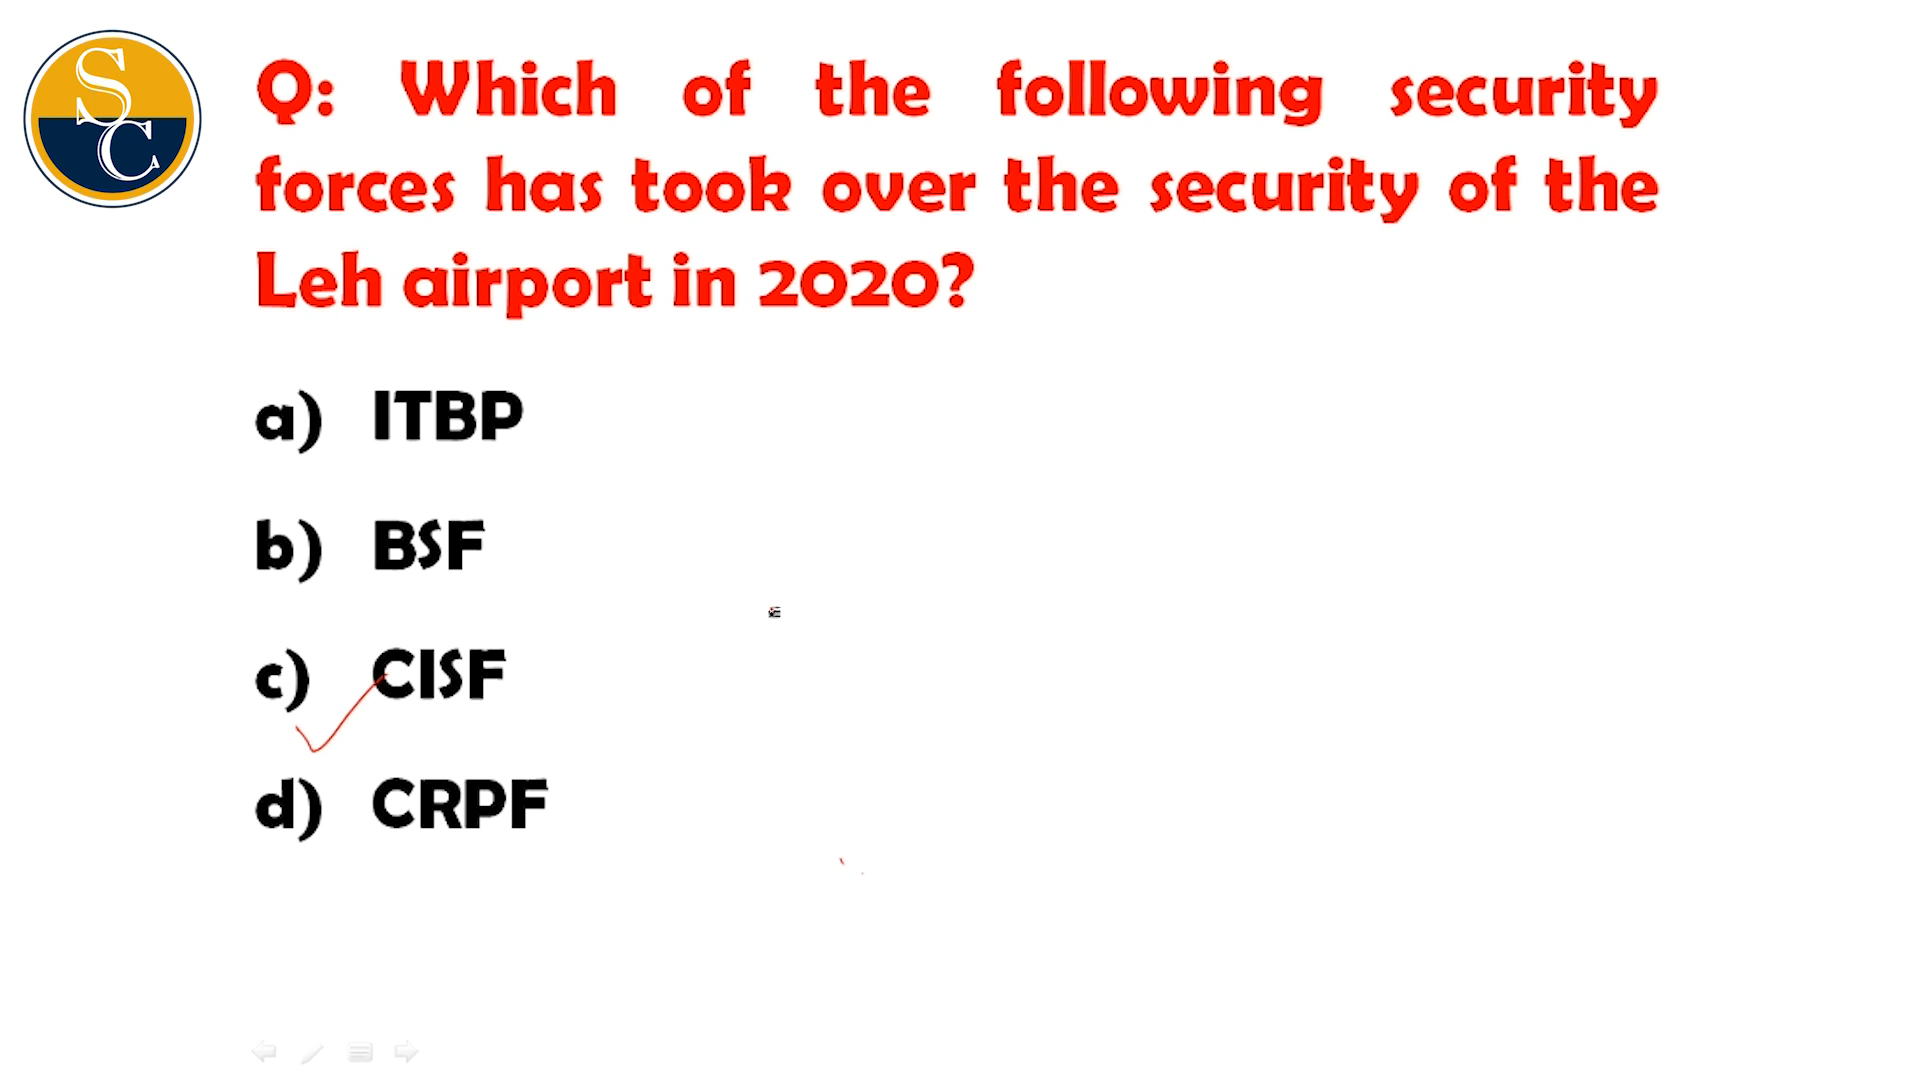 SC
Q: Which of the following security
forces has took over the security of the
Leh airport in 2020?
a) ITBP
b) BSF
c) CISF
d) CRPF